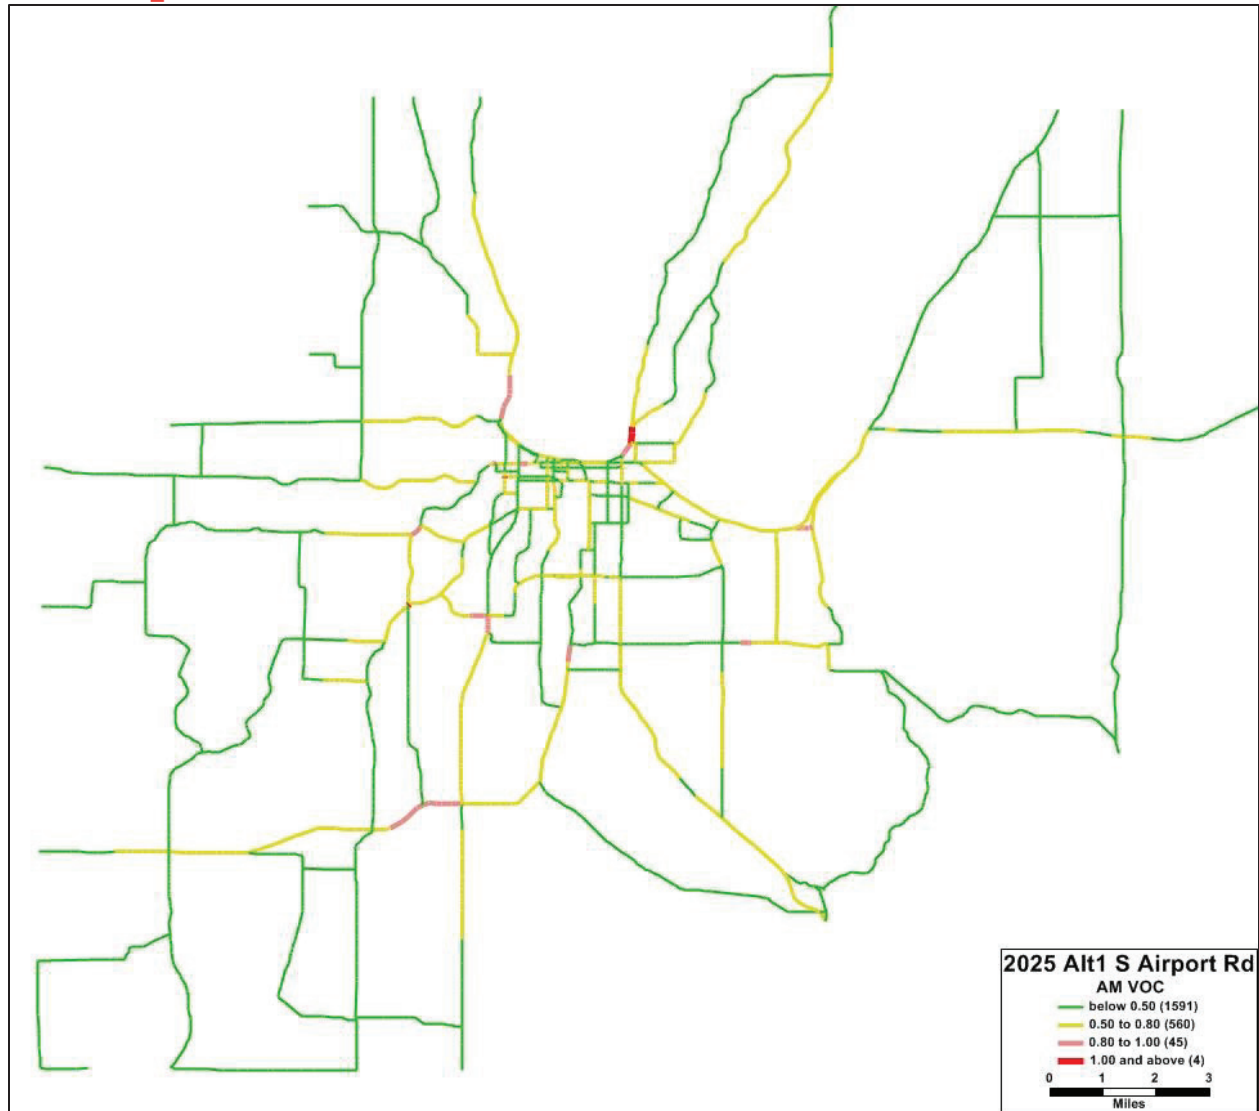 2025 Alt1 S Airport Rd
AM VOC
below 0.50 (1591)
0.50 to 0.80 (560)
0.80 to 1.00 (45)
1.00 and above (4)
0 1 2 3
Miles